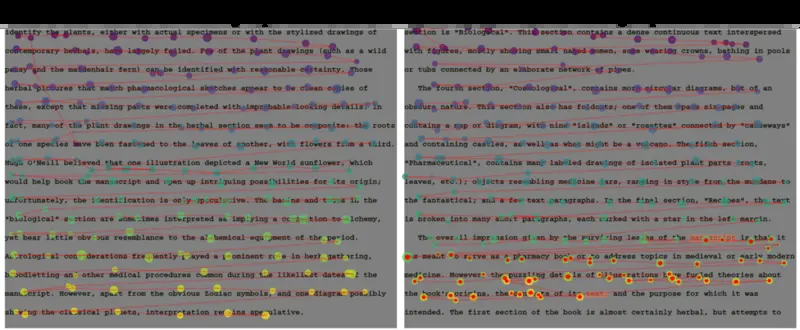 identify the plants, either with actual specimens or with the stylized drawings of
contemporary herbals, have largely failed. Few of the plant drawings (such as a wild
pansy and the maidenhair fern) can be identified with reasonable certainty. Those
herbal pictures that match pharmacological sketches appear to be clean copies of
these, except that missing parts were completed with improbable-looking details. In
fact, many of the plant drawings in the herbal section seem to be composite: the roots
of one species have been fastened to the leaves of another, with flowers from a third.
Hugh O'Neill believed that one illustration depicted a New World sunflower, which
would help the manuscript and open up intriguing possibilities for its origin;
unfortunately, the identification is only speculative. The basins and tubes in the
"biological" section are sometimes interpreted as implying a connection to alchemy,
yet bear little obvious resemblance to the alchemical equipment of the period.
Astrological considerations frequently played a prominent role in herb gathering,
bloodletting and other medical procedures common during the likeliest dates of the
manuscript. However, apart from the obvious Zodiac symbols, and one diagram possibly
showing the classical planets, interpretation remains speculative.
section is "Biological". This section contains a dense continuous text interspersed
with figures, mostly showing small naked women, some wearing crowns, bathing in pools
or tubs connected by an elaborate network of pipes.
The fourth section, "Cosmological", contains more circular diagrams, but of an
obscure nature. This section also has foldouts; one of them spans six pages and
contains a map or diagram, with nine "islands" or "rosettes" connected by "causeways"
and containing castles, as well as what might be a volcano. The fifth section,
"Pharmaceutical", contains many labeled drawings of isolated plant parts (roots,
leaves, etc.); objects resembling medicine jars, ranging in style from the mundane to
the fantastical; and a few text paragraphs. In the final section, "Recipes", the text
is broken into many short paragraphs, each marked with a star in the left margin.
The overall impression given by the surviving leaves of the manuscript is that it
was meant to serve as a pharmacy book or to address topics in medieval or early modern
medicine. However, the puzzling details of illustrations have fueled theories about
the book's origins, the contents of its text, and the purpose for which it was
intended. The first section of the book is almost certainly herbal, but attempts to